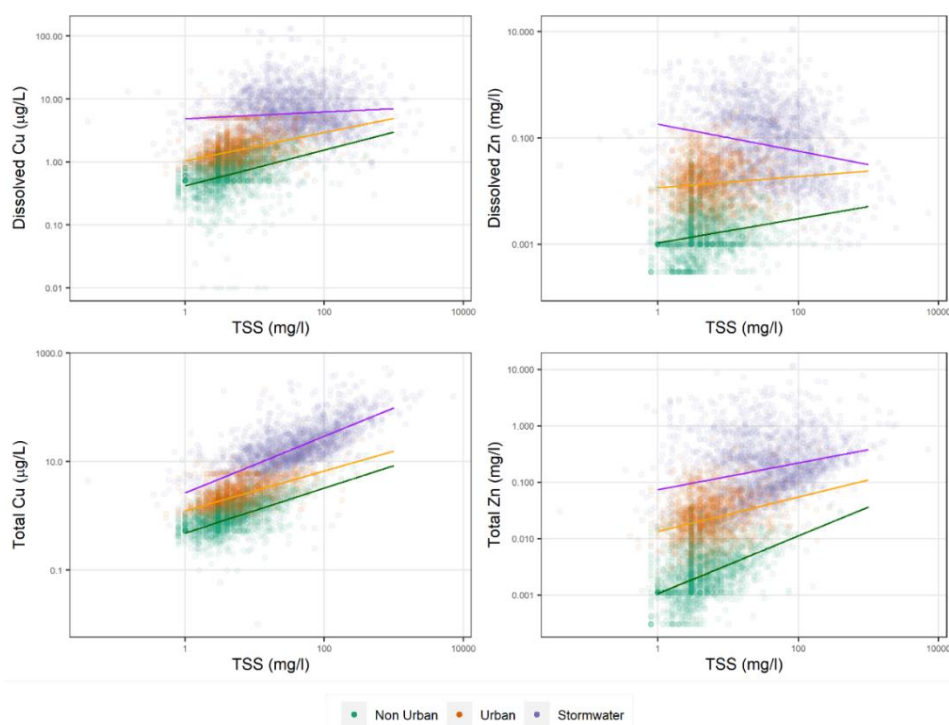 100.00
10.00
1.00
0.10
0.01
Dissolved Cu (µg/L)
1 100 10000
TSS (mg/l)
10.000
0.100
0.001
Dissolved Zn (mg/l)
1 100 10000
TSS (mg/l)
1000.0
10.0
0.1
Total Cu (µg/L)
1 100 10000
TSS (mg/l)
10.000
1.000
0.100
0.010
0.001
Total Zn (mg/l)
1 100 10000
TSS (mg/l)
Non Urban Urban Stormwater